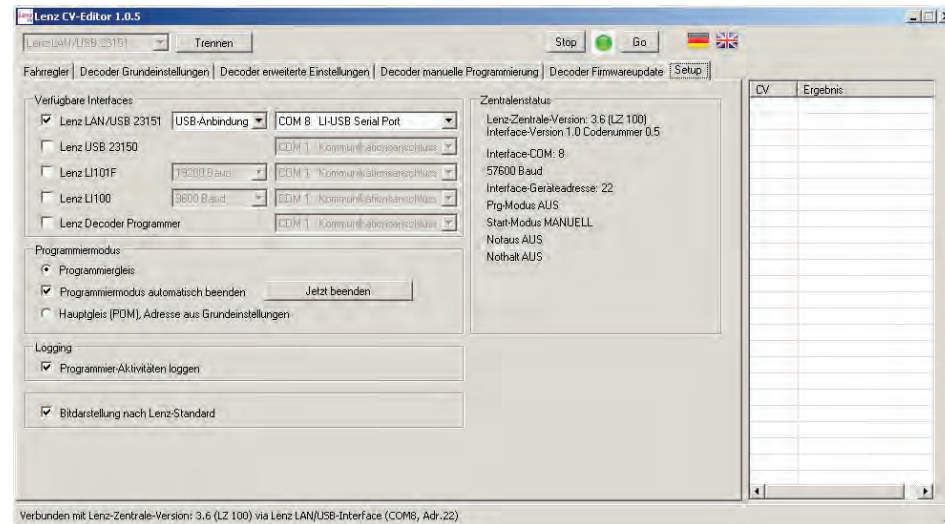 Lenz CV-Editor 1.0.5
Lenz LAN/USB 23151 Trennen Stop Go
Fahrregler Decoder Grundeinstellungen Decoder erweiterte Einstellungen Decoder manuelle Programmierung Decoder Firmwareupdate Setup
Verfügbare Interfaces
Lenz LAN/USB 23151 USB-Anbindung COM 8 LI-USB Serial Port
Lenz USB 23150 COM 1 Kommunikationsanschluss
Lenz LI101F 19200 Baud COM 1 Kommunikationsanschluss
Lenz LI100 9600 Baud COM 1 Kommunikationsanschluss
Lenz Decoder Programmer COM 1 Kommunikationsanschluss
Programmiermodus
Programmiergleis
Programmiermodus automatisch beenden Jetzt beenden
Hauptgleis (POM), Adresse aus Grundeinstellungen
Logging
Programmier-Aktivitäten loggen
Bitdarstellung nach Lenz-Standard
Zentralenstatus
Lenz-Zentrale-Version: 3.6 (LZ 100)
Interface-Version 1.0 Codenummer 0.5
Interface-COM: 8
57600 Baud
Interface-Geräteadresse: 22
Prg-Modus AUS
Start-Modus MANUELL
Notaus AUS
Nothalt AUS
CV Ergebnis
Verbunden mit Lenz-Zentrale-Version: 3.6 (LZ 100) via Lenz LAN/USB-Interface (COM8, Adr.22)